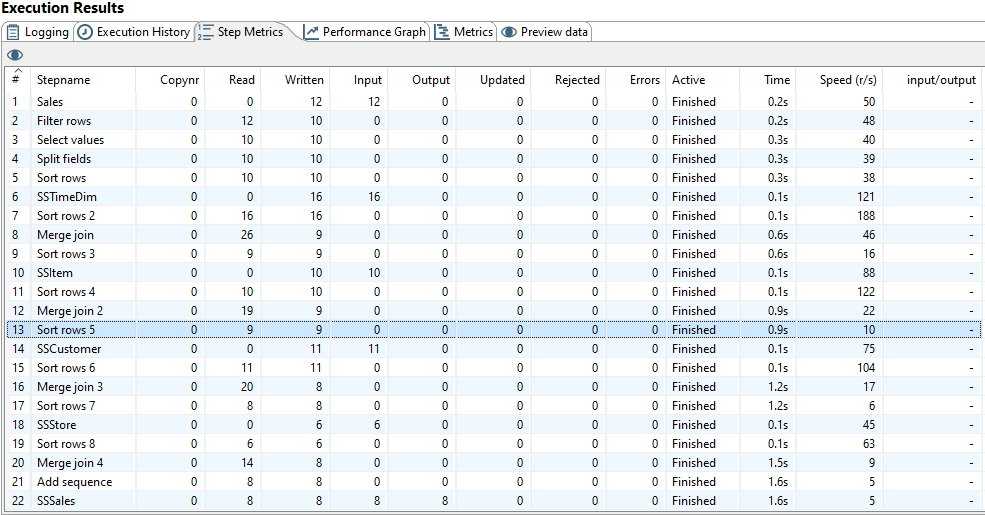 Execution Results
Logging Execution History Step Metrics Performance Graph Metrics Preview data
# Stepname Copynr Read Written Input Output Updated Rejected Errors Active Time Speed (r/s) input/output
1 Sales 0 0 12 12 0 0 0 0 Finished 0.2s 50 -
2 Filter rows 0 12 10 0 0 0 0 0 Finished 0.2s 48 -
3 Select values 0 10 10 0 0 0 0 0 Finished 0.3s 40 -
4 Split fields 0 10 10 0 0 0 0 0 Finished 0.3s 39 -
5 Sort rows 0 10 10 0 0 0 0 0 Finished 0.3s 38 -
6 SSTimeDim 0 0 16 16 0 0 0 0 Finished 0.1s 121 -
7 Sort rows 2 0 16 16 0 0 0 0 0 Finished 0.1s 188 -
8 Merge join 0 26 9 0 0 0 0 0 Finished 0.6s 46 -
9 Sort rows 3 0 9 9 0 0 0 0 0 Finished 0.6s 16 -
10 SSItem 0 0 10 10 0 0 0 0 Finished 0.1s 88 -
11 Sort rows 4 0 10 10 0 0 0 0 0 Finished 0.1s 122 -
12 Merge join 2 0 19 9 0 0 0 0 0 Finished 0.9s 22 -
13 Sort rows 5 0 9 9 0 0 0 0 0 Finished 0.9s 10 -
14 SSCustomer 0 0 11 11 0 0 0 0 Finished 0.1s 75 -
15 Sort rows 6 0 11 11 0 0 0 0 0 Finished 0.1s 104 -
16 Merge join 3 0 20 8 0 0 0 0 0 Finished 1.2s 17 -
17 Sort rows 7 0 8 8 0 0 0 0 0 Finished 1.2s 6 -
18 SSStore 0 0 6 6 0 0 0 0 Finished 0.1s 45 -
19 Sort rows 8 0 6 6 0 0 0 0 0 Finished 0.1s 63 -
20 Merge join 4 0 14 8 0 0 0 0 0 Finished 1.5s 9 -
21 Add sequence 0 8 8 0 0 0 0 0 Finished 1.6s 5 -
22 SSSales 0 8 8 8 8 0 0 0 Finished 1.6s 5 -